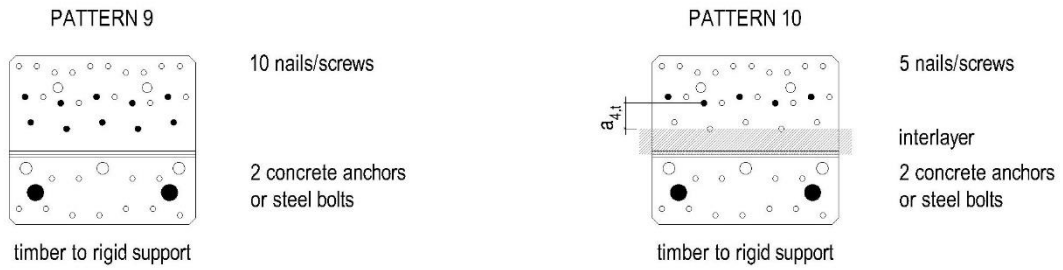 PATTERN 9
10 nails/screws
2 concrete anchors
or steel bolts
timber to rigid support
PATTERN 10
5 nails/screws
a4,t
interlayer
2 concrete anchors
or steel bolts
timber to rigid support